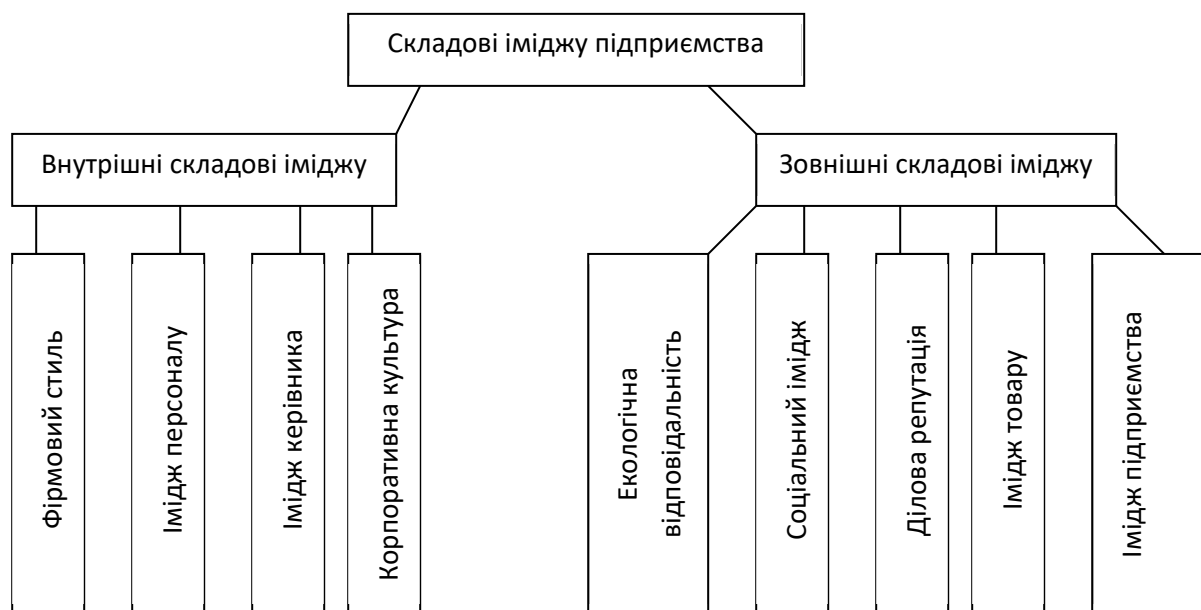 Складові іміджу підприємства
Внутрішні складові іміджу
Зовнішні складові іміджу
Фірмовий стиль
Імідж персоналу
Імідж керівника
Корпоративна культура
Екологічна
відповідальність
Соціальний імідж
Ділова репутація
Імідж товару
Імідж підприємства